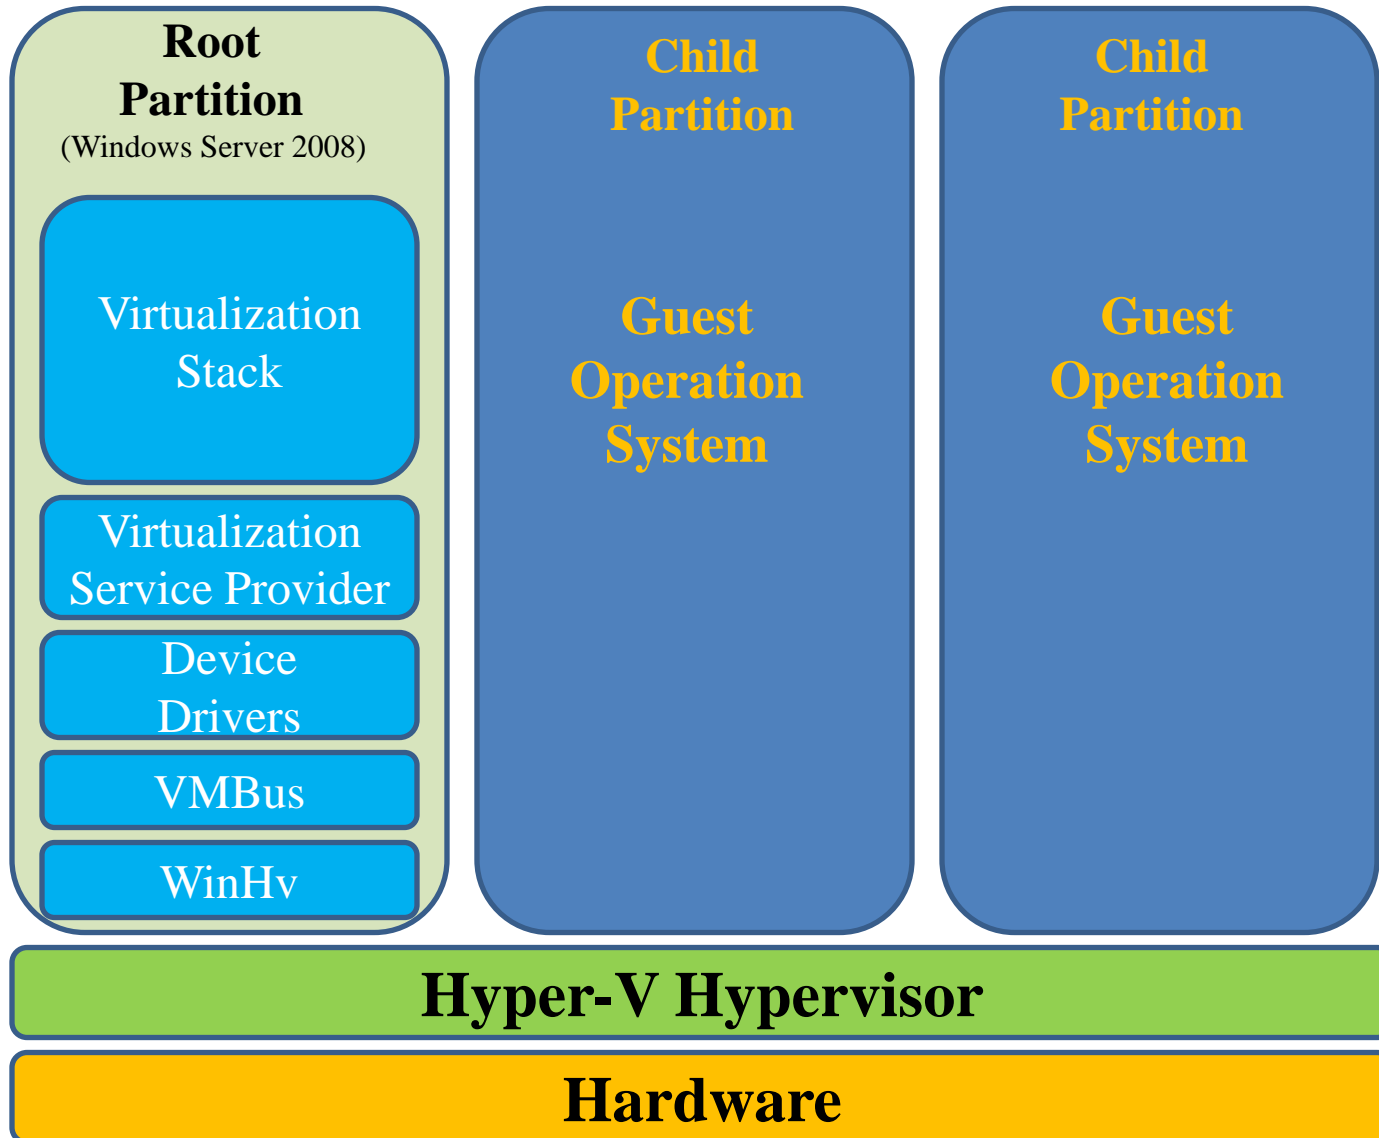 Root
Partition
(Windows Server 2008)
Virtualization
Stack
Virtualization
Service Provider
Device
Drivers
VMBus
WinHv
Child
Partition
Guest
Operation
System
Child
Partition
Guest
Operation
System
Hyper-V Hypervisor
Hardware